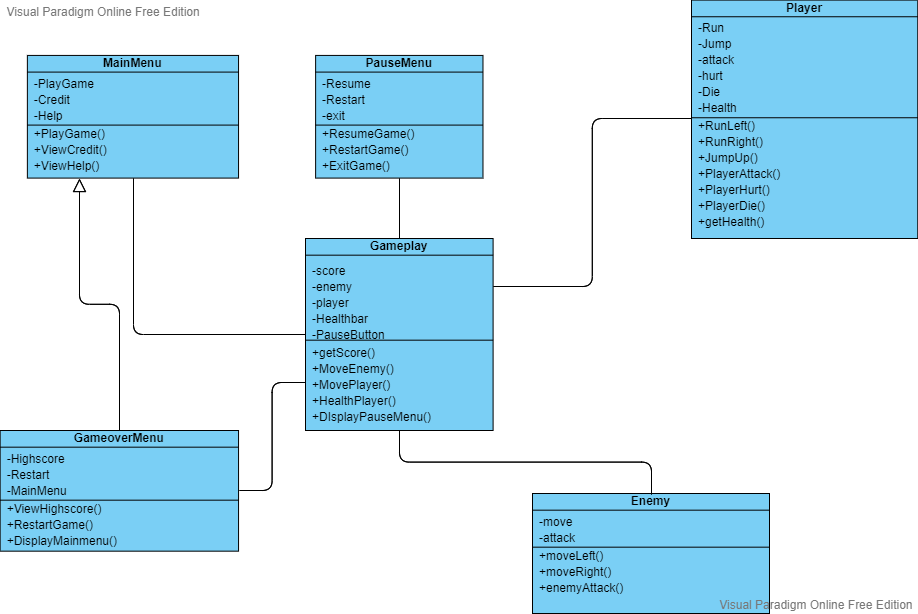 Visual Paradigm Online Free Edition
MainMenu
-PlayGame
-Credit
-Help
+PlayGame()
+ViewCredit()
+ViewHelp()
PauseMenu
-Resume
-Restart
-exit
+ResumeGame()
+RestartGame()
+ExitGame()
Player
-Run
-Jump
-attack
-hurt
-Die
-Health
+RunLeft()
+RunRight()
+JumpUp()
+PlayerAttack()
+PlayerHurt()
+PlayerDie()
+getHealth()
Gameplay
-score
-enemy
-player
-Healthbar
-PauseButton
+getScore()
+MoveEnemy()
+MovePlayer()
+HealthPlayer()
+DIsplayPauseMenu()
GameoverMenu
-Highscore
-Restart
-MainMenu
+ViewHighscore()
+RestartGame()
+DisplayMainmenu()
Enemy
-move
-attack
+moveLeft()
+moveRight()
+enemyAttack()
Visual Paradigm Online Free Edition